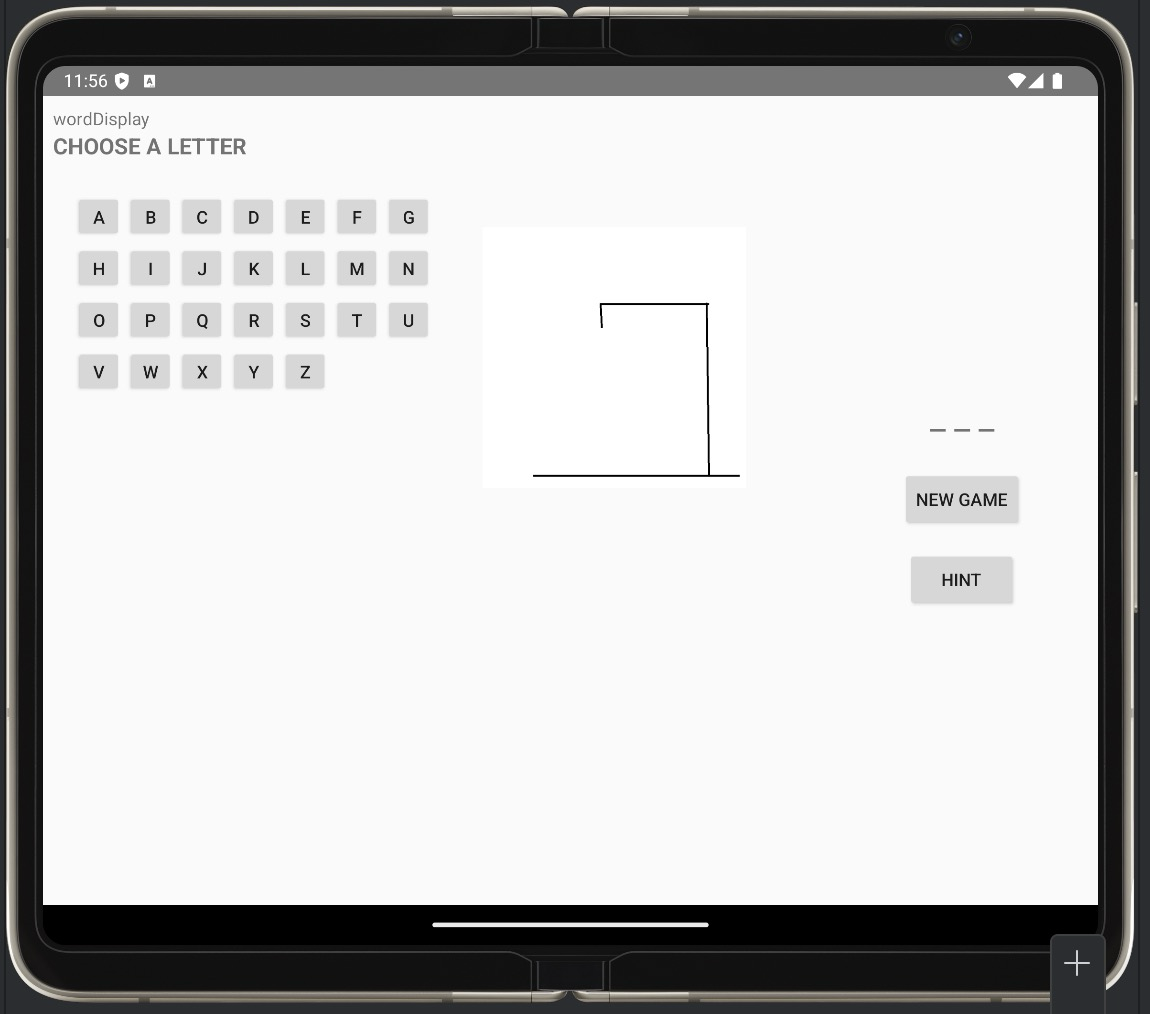 11:56
wordDisplay
CHOOSE A LETTER
A B C D E F G
H I J K L M N
O P Q R S T U
V W X Y Z
_ _ _
NEW GAME
HINT